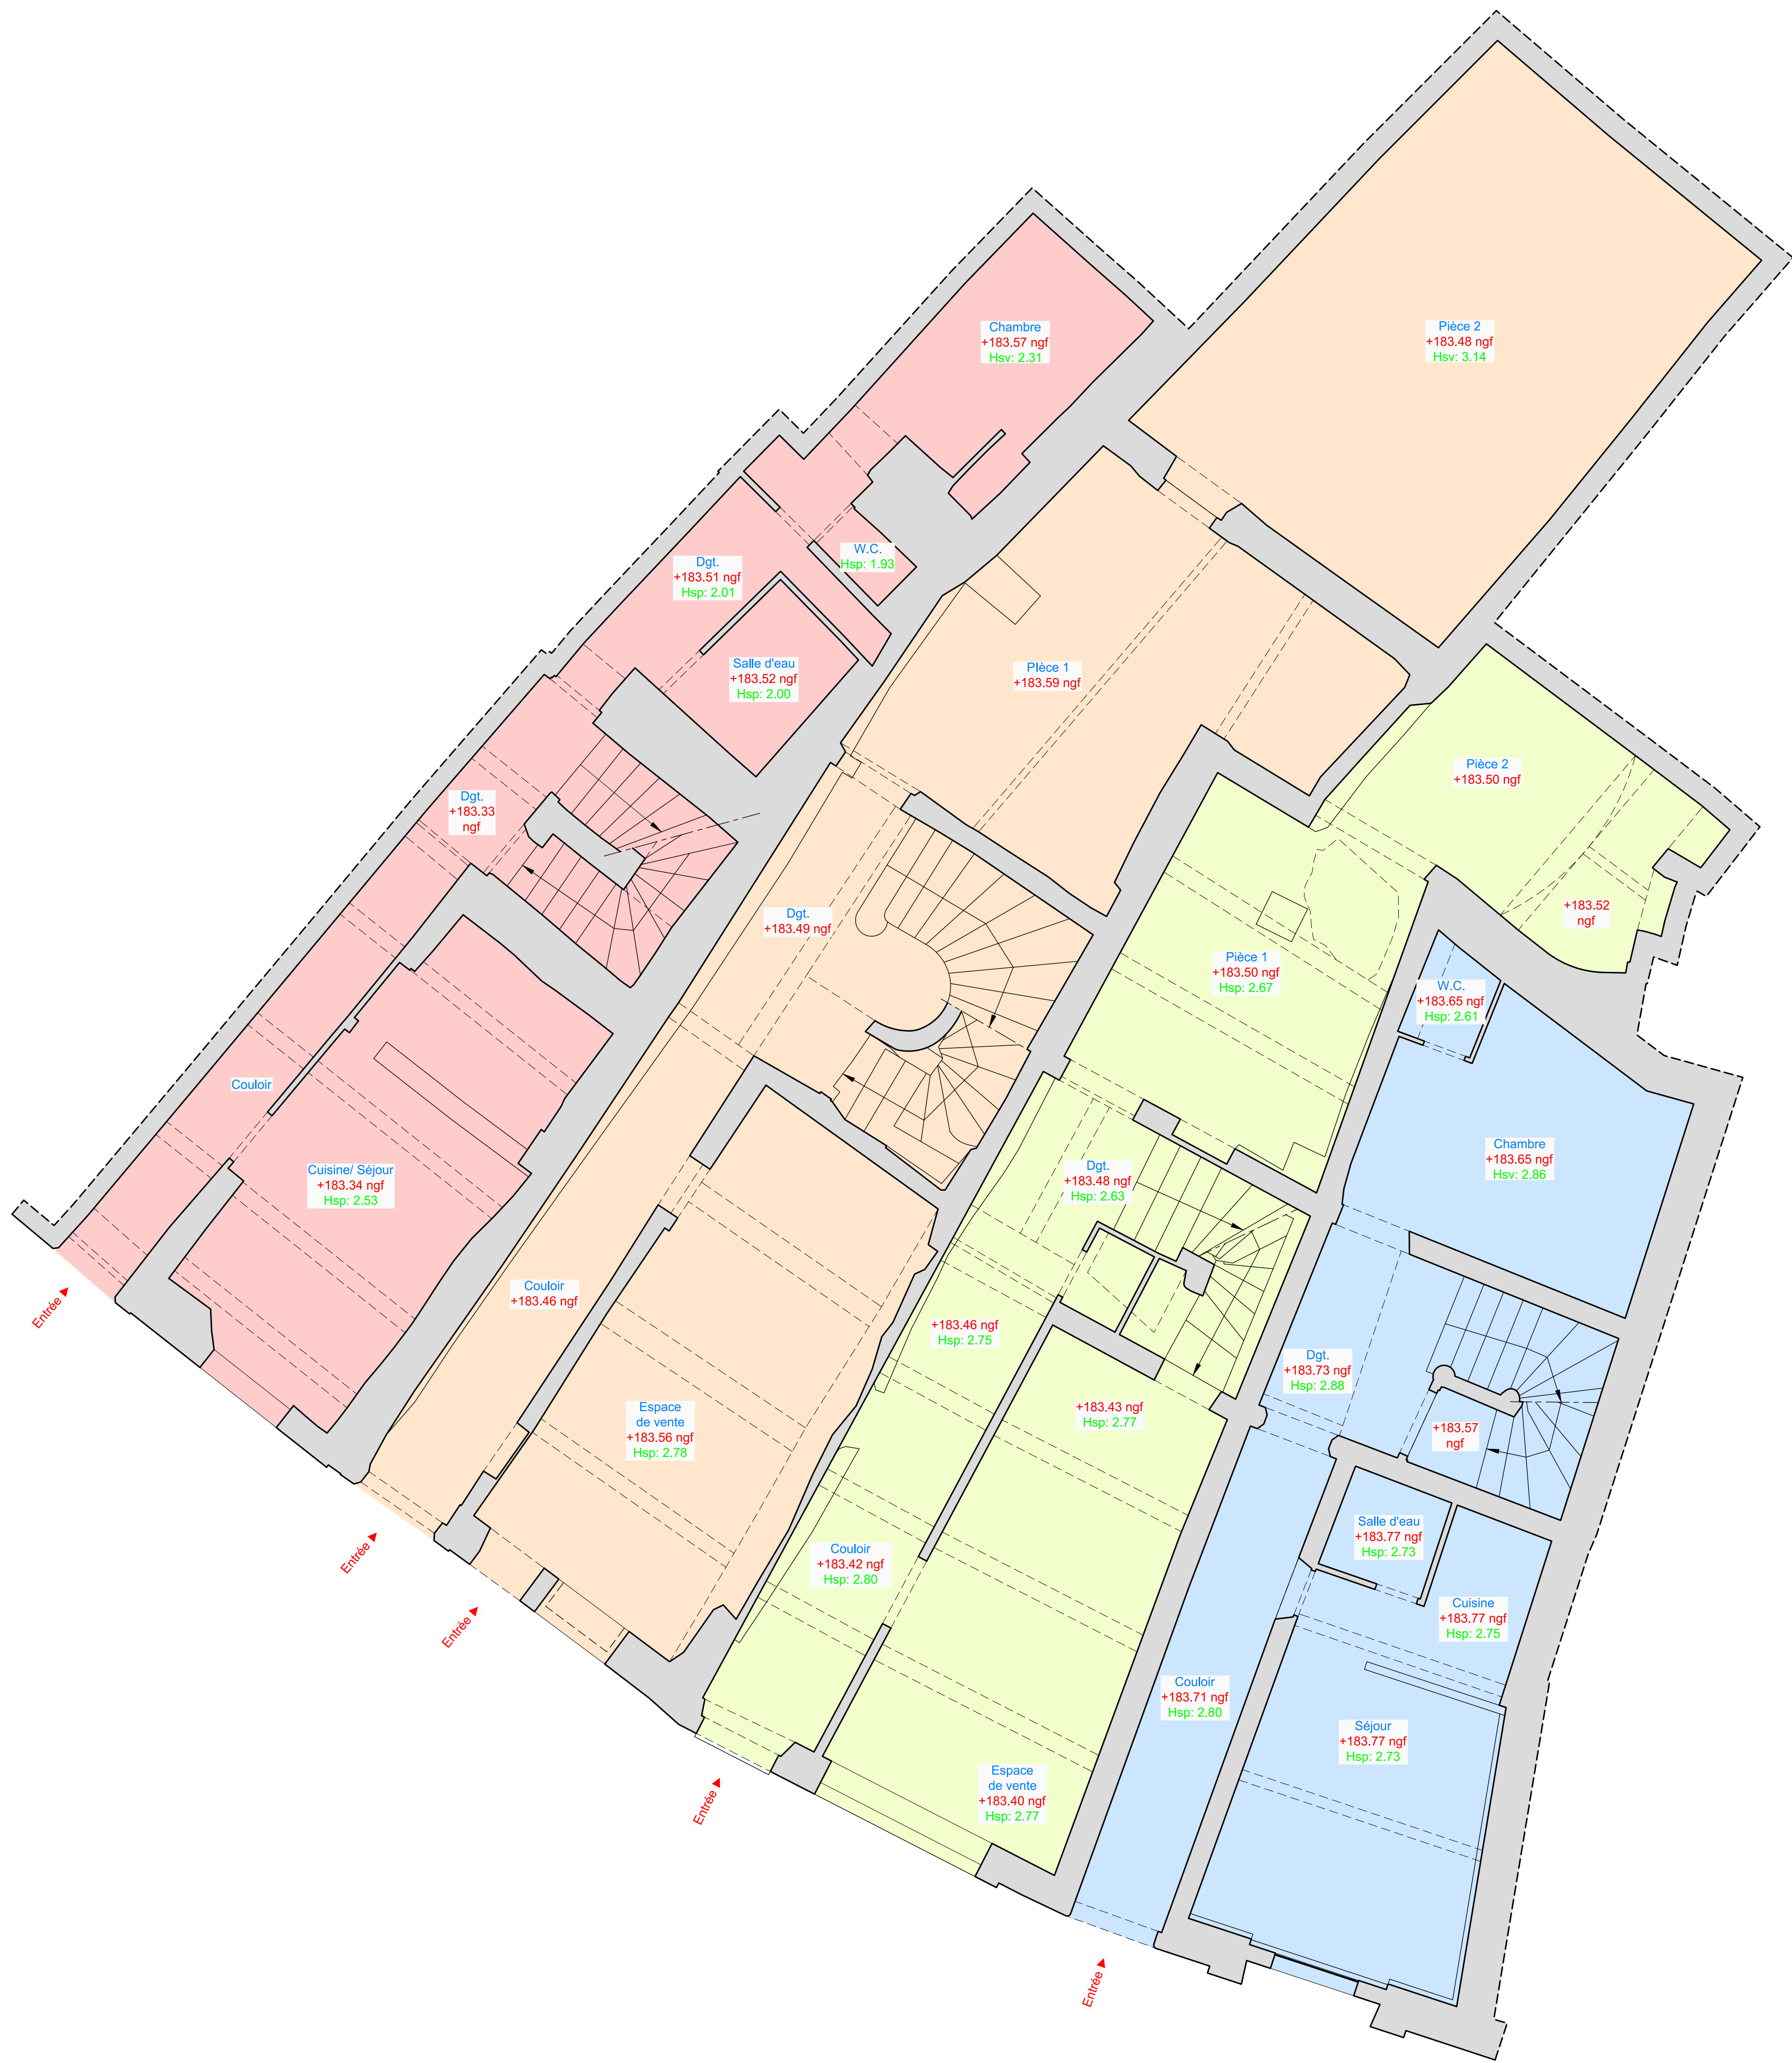 Chambre
+183.57 ngf
Hsv: 2.31
Pièce 2
+183.48 ngf
Hsv: 3.14
W.C.
Hsp: 1.93
Dgt.
+183.51 ngf
Hsp: 2.01
Salle d'eau
+183.52 ngf
Hsp: 2.00
PIèce 1
+183.59 ngf
Pièce 2
+183.50 ngf
Dgt.
+183.33
ngf
+183.52
ngf
Dgt.
+183.49 ngf
Pièce 1
+183.50 ngf
Hsp: 2.67
W.C.
+183.65 ngf
Hsp: 2.61
Couloir
Cuisine/ Séjour
+183.34 ngf
Hsp: 2.53
Dgt.
+183.48 ngf
Hsp: 2.63
Chambre
+183.65 ngf
Hsv: 2.86
Entrée
Couloir
+183.46 ngf
+183.46 ngf
Hsp: 2.75
Dgt.
+183.73 ngf
Hsp: 2.88
Espace
de vente
+183.56 ngf
Hsp: 2.78
+183.43 ngf
Hsp: 2.77
+183.57
ngf
Entrée
Couloir
+183.42 ngf
Hsp: 2.80
Salle d'eau
+183.77 ngf
Hsp: 2.73
Entrée
Cuisine
+183.77 ngf
Hsp: 2.75
Couloir
+183.71 ngf
Hsp: 2.80
Séjour
+183.77 ngf
Hsp: 2.73
Entrée
Espace
de vente
+183.40 ngf
Hsp: 2.77
Entrée